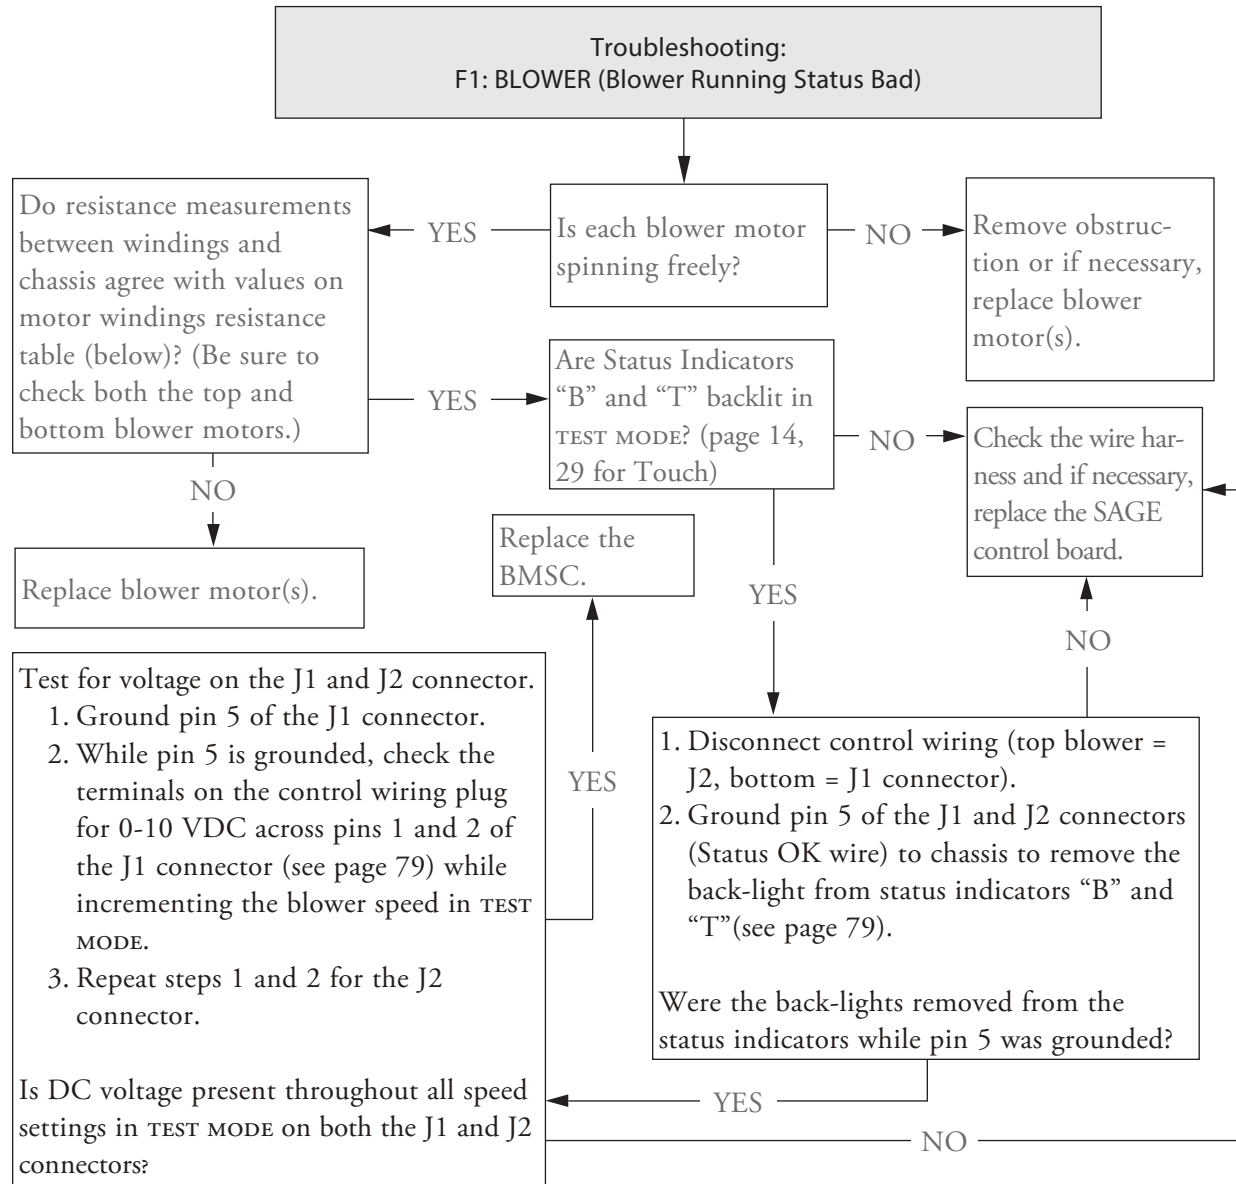 Troubleshooting:
F1: BLOWER (Blower Running Status Bad)
Do resistance measurements
between windings and
chassis agree with values on
motor windings resistance
table (below)? (Be sure to
check both the top and
bottom blower motors.)
YES
Is each blower motor
spinning freely?
NO
Remove obstruc-
tion or if necessary,
replace blower
motor(s).
YES
Are Status Indicators
“B” and “T” backlit in
TEST MODE? (page 14,
29 for Touch)
NO
Check the wire har-
ness and if necessary,
replace the SAGE
control board.
NO
Replace blower motor(s).
Replace the
BMSC.
YES
NO
Test for voltage on the J1 and J2 connector.
1. Ground pin 5 of the J1 connector.
2. While pin 5 is grounded, check the
terminals on the control wiring plug
for 0-10 VDC across pins 1 and 2 of
the J1 connector (see page 79) while
incrementing the blower speed in TEST
MODE.
3. Repeat steps 1 and 2 for the J2
connector.
Is DC voltage present throughout all speed
settings in TEST MODE on both the J1 and J2
connectors?
YES
1. Disconnect control wiring (top blower =
J2, bottom = J1 connector).
2. Ground pin 5 of the J1 and J2 connectors
(Status OK wire) to chassis to remove the
back-light from status indicators “B” and
“T”(see page 79).
Were the back-lights removed from the
status indicators while pin 5 was grounded?
YES
NO